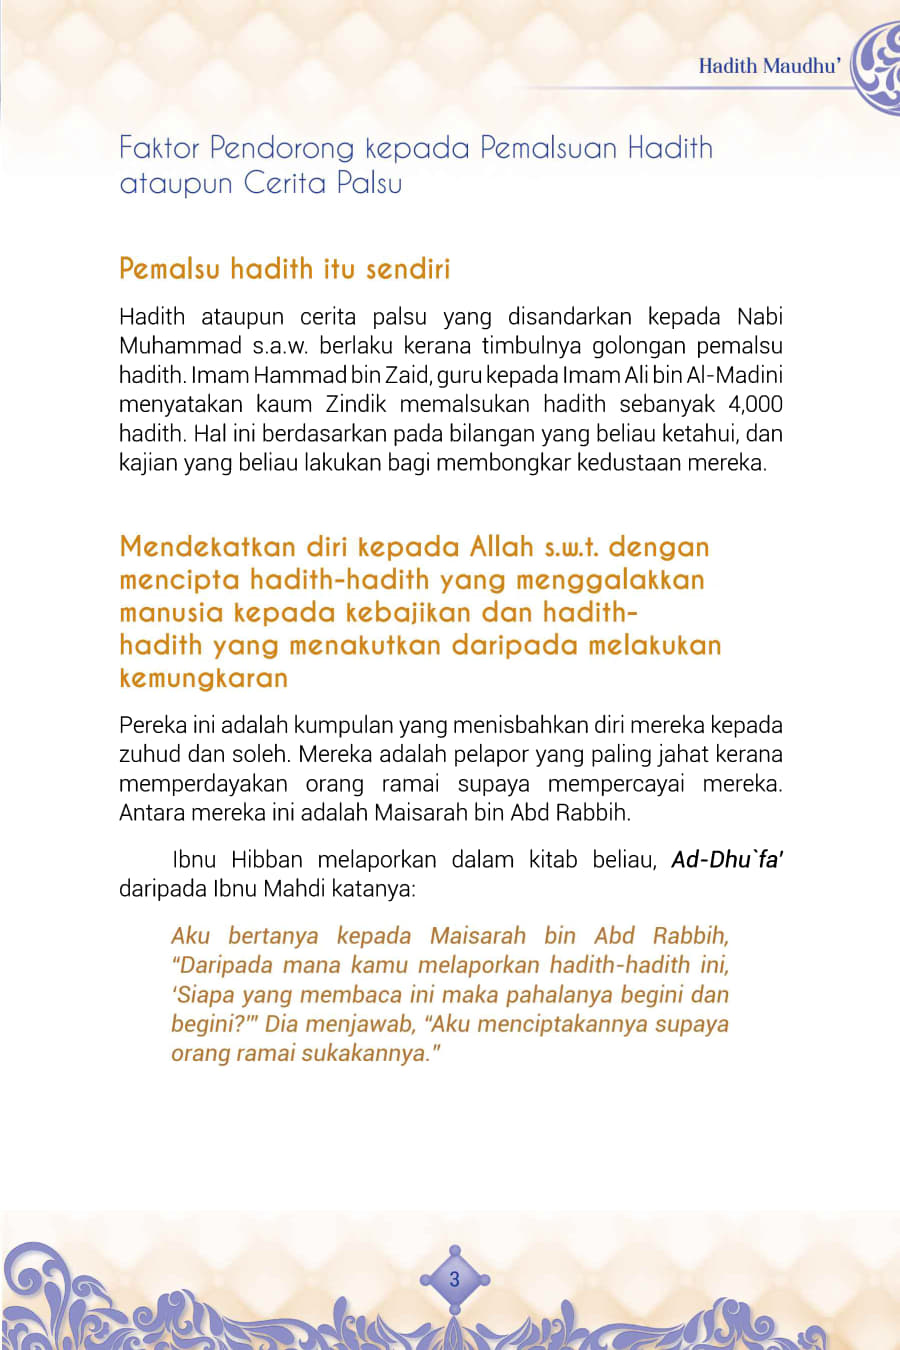 Hadith Maudhu’
Faktor Pendorong kepada Pemalsuan Hadith
ataupun Cerita Palsu
Pemalsu hadith itu sendiri
Hadith ataupun cerita palsu yang disandarkan kepada Nabi
Muhammad s.a.w. berlaku kerana timbulnya golongan pemalsu
hadith. Imam Hammad bin Zaid, guru kepada Imam Ali bin Al-Madini
menyatakan kaum Zindik memalsukan hadith sebanyak 4,000
hadith. Hal ini berdasarkan pada bilangan yang beliau ketahui, dan
kajian yang beliau lakukan bagi membongkar kedustaan mereka.
Mendekatkan diri kepada Allah s.w.t. dengan
mencipta hadith-hadith yang menggalakkan
manusia kepada kebajikan dan hadith-
hadith yang menakutkan daripada melakukan
kemungkaran
Pereka ini adalah kumpulan yang menisbahkan diri mereka kepada
zuhud dan soleh. Mereka adalah pelapor yang paling jahat kerana
memperdayakan orang ramai supaya mempercayai mereka.
Antara mereka ini adalah Maisarah bin Abd Rabbih.
Ibnu Hibban melaporkan dalam kitab beliau, Ad-Dhu`fa’
daripada Ibnu Mahdi katanya:
Aku bertanya kepada Maisarah bin Abd Rabbih,
“Daripada mana kamu melaporkan hadith-hadith ini,
‘Siapa yang membaca ini maka pahalanya begini dan
begini?’” Dia menjawab, “Aku menciptakannya supaya
orang ramai sukakannya.”
3